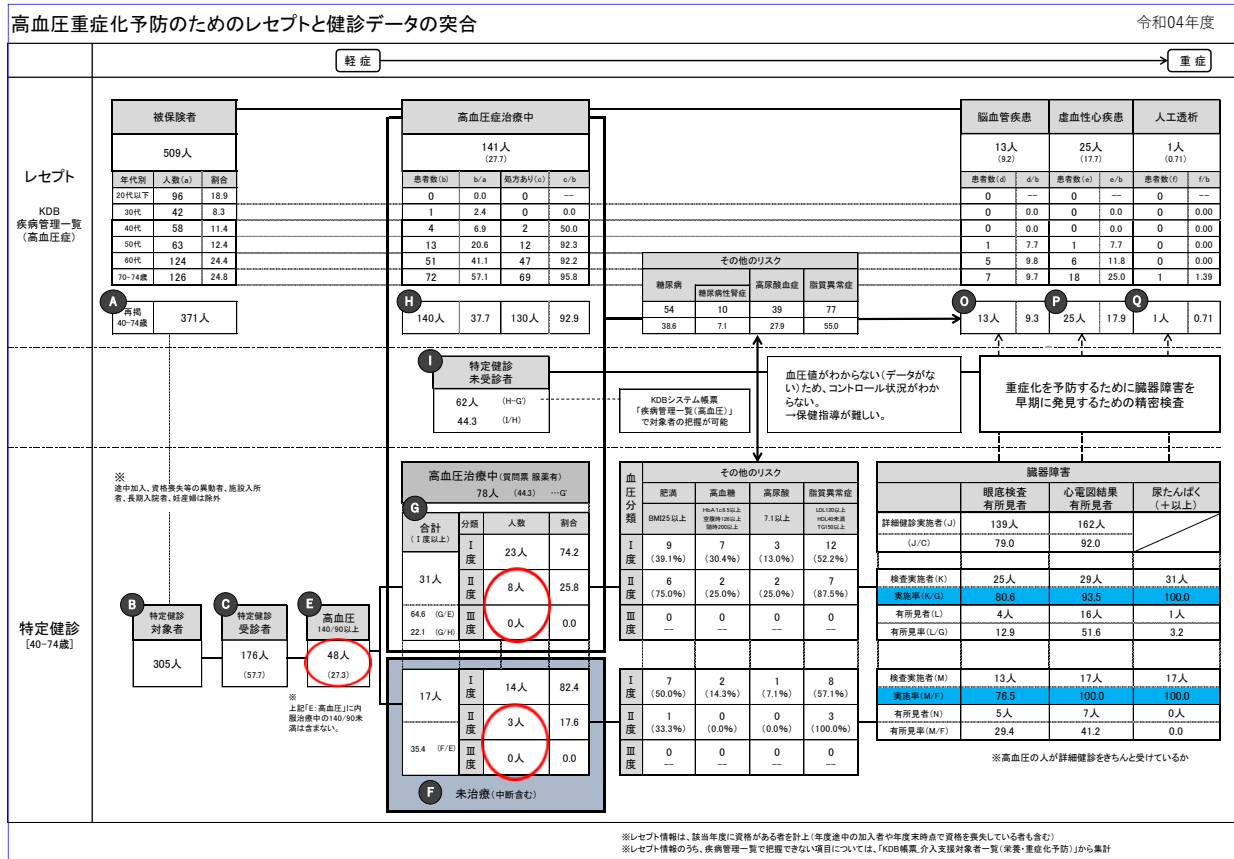 高血圧重症化予防のためのレセプトと健診データの突合
令和04年度
軽症
重症
レセプト
KDB
疾病管理一覧
(高血圧症)
被保険者
509人
年代別 人数(a) 割合
20代以下 96 18.9
30代 42 8.3
40代 58 11.4
50代 63 12.4
60代 124 24.4
70-74歳 126 24.8
A
再掲
40-74歳
371人
高血圧症治療中
141人
(27.7)
患者数(b) b/a 処方あり(c) c/b
0 0.0 0 --
1 2.4 0 0.0
4 6.9 2 50.0
13 20.6 12 92.3
51 41.1 47 92.2
72 57.1 69 95.8
H
140人 37.7 130人 92.9
その他のリスク
糖尿病 糖尿病性腎症 高尿酸血症 脂質異常症
54 10 39 77
38.6 7.1 27.9 55.0
脳血管疾患 虚血性心疾患 人工透析
13人 25人 1人
(9.2) (17.7) (0.71)
患者数(d) d/b 患者数(e) e/b 患者数(f) f/b
0 -- 0 -- 0 --
0 0.0 0 0.0 0 0.00
0 0.0 0 0.0 0 0.00
1 7.7 1 7.7 0 0.00
5 9.8 6 11.8 0 0.00
7 9.7 18 25.0 1 1.39
O P Q
13人 9.3 25人 17.9 1人 0.71
I
特定健診
未受診者
62人 (H-G')
44.3 (I/H)
KDBシステム帳票
「疾病管理一覧(高血圧)」
で対象者の把握が可能
血圧値がわからない(データがな
い)ため、コントロール状況がわか
らない。
→保健指導が難しい。
重症化を予防するために臓器障害を
早期に発見するための精密検査
特定健診
[40-74歳]
※
途中加入、資格喪失等の異動者、施設入所
者、長期入院者、妊産婦は除外
B
特定健診
対象者
305人
C
特定健診
受診者
176人
(57.7)
E
高血圧
140/90以上
48人
(27.3)
※
上記「E:高血圧」に内
服治療中の140/90未
満は含まない。
高血圧治療中(質問票 服薬有)
78人 (44.3) ・・・G'
G
合計
(Ⅰ度以上)
分類 人数 割合
31人
64.6 (G/E)
22.1 (G/H)
Ⅰ度 23人 74.2
Ⅱ度 8人 25.8
Ⅲ度 0人 0.0
17人
35.4 (F/E)
Ⅰ度 14人 82.4
Ⅱ度 3人 17.6
Ⅲ度 0人 0.0
F 未治療(中断含む)
血圧分類
その他のリスク
肥満 高血糖 高尿酸 脂質異常症
BMI25以上
HbA1c6.5以上
空腹時126以上
随時200以上
7.1以上
LDL120以上
HDL40未満
TG150以上
Ⅰ度 9 7 3 12
(39.1%) (30.4%) (13.0%) (52.2%)
Ⅱ度 6 2 2 7
(75.0%) (25.0%) (25.0%) (87.5%)
Ⅲ度 0 0 0 0
-- -- -- --
Ⅰ度 7 2 1 8
(50.0%) (14.3%) (7.1%) (57.1%)
Ⅱ度 1 0 0 3
(33.3%) (0.0%) (0.0%) (100.0%)
Ⅲ度 0 0 0 0
-- -- -- --
臓器障害
眼底検査
有所見者
心電図結果
有所見者
尿たんぱく
(+以上)
詳細健診実施者(J) 139人 162人
(J/C) 79.0 92.0
検査実施者(K) 25人 29人 31人
実施率(K/G) 80.6 93.5 100.0
有所見者(L) 4人 16人 1人
有所見率(L/G) 12.9 51.6 3.2
検査実施者(M) 13人 17人 17人
実施率(M/F) 76.5 100.0 100.0
有所見者(N) 5人 7人 0人
有所見率(M/F) 29.4 41.2 0.0
※高血圧の人が詳細健診をきちんと受けているか
※レセプト情報は、該当年度に資格がある者を計上(年度途中の加入者や年度末時点で資格を喪失している者も含む)
※レセプト情報のうち、疾病管理一覧で把握できない項目については、「KDB帳票_介入支援対象者一覧(栄養・重症化予防)」から集計